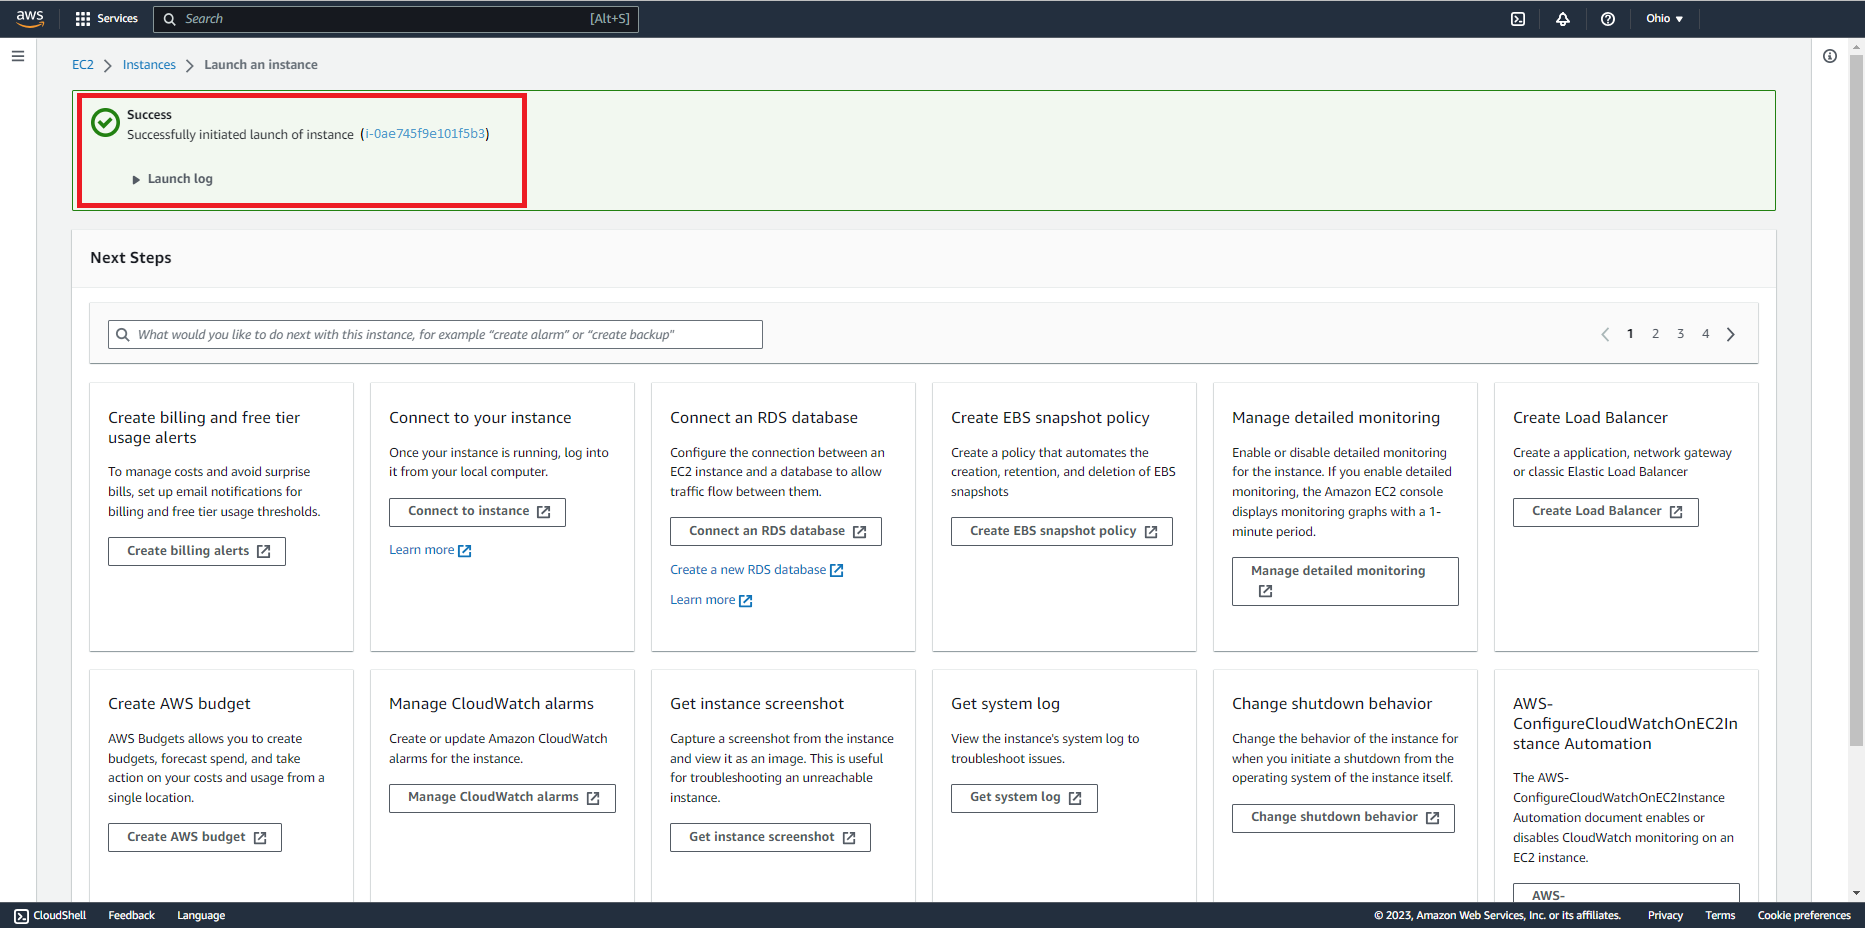 aws
Services
Search
[Alt+S]
Ohio
EC2
Instances
Launch an instance
Success
Successfully initiated launch of instance (i-0ae745f9e101f5b3)
Launch log
Next Steps
What would you like to do next with this instance, for example "create alarm" or "create backup"
1 2 3 4
Create billing and free tier
usage alerts
To manage costs and avoid surprise
bills, set up email notifications for
billing and free tier usage thresholds.
Create billing alerts
Connect to your instance
Once your instance is running, log into
it from your local computer.
Connect to instance
Learn more
Connect an RDS database
Configure the connection between an
EC2 instance and a database to allow
traffic flow between them.
Connect an RDS database
Create a new RDS database
Learn more
Create EBS snapshot policy
Create a policy that automates the
creation, retention, and deletion of EBS
snapshots
Create EBS snapshot policy
Manage detailed monitoring
Enable or disable detailed monitoring
for the instance. If you enable detailed
monitoring, the Amazon EC2 console
displays monitoring graphs with a 1-
minute period.
Manage detailed monitoring
Create Load Balancer
Create a application, network gateway
or classic Elastic Load Balancer
Create Load Balancer
Create AWS budget
AWS Budgets allows you to create
budgets, forecast spend, and take
action on your costs and usage from a
single location.
Create AWS budget
Manage CloudWatch alarms
Create or update Amazon CloudWatch
alarms for the instance.
Manage CloudWatch alarms
Get instance screenshot
Capture a screenshot from the instance
and view it as an image. This is useful
for troubleshooting an unreachable
instance.
Get instance screenshot
Get system log
View the instance's system log to
troubleshoot issues.
Get system log
Change shutdown behavior
Change the behavior of the instance for
when you initiate a shutdown from the
operating system of the instance itself.
Change shutdown behavior
AWS-
ConfigureCloudWatchOnEC2In
stance Automation
The AWS-
ConfigureCloudWatchOnEC2Instance
Automation document enables or
disables CloudWatch monitoring on an
EC2 instance.
AWS-
CloudShell
Feedback
Language
© 2023, Amazon Web Services, Inc. or its affiliates.
Privacy
Terms
Cookie preferences